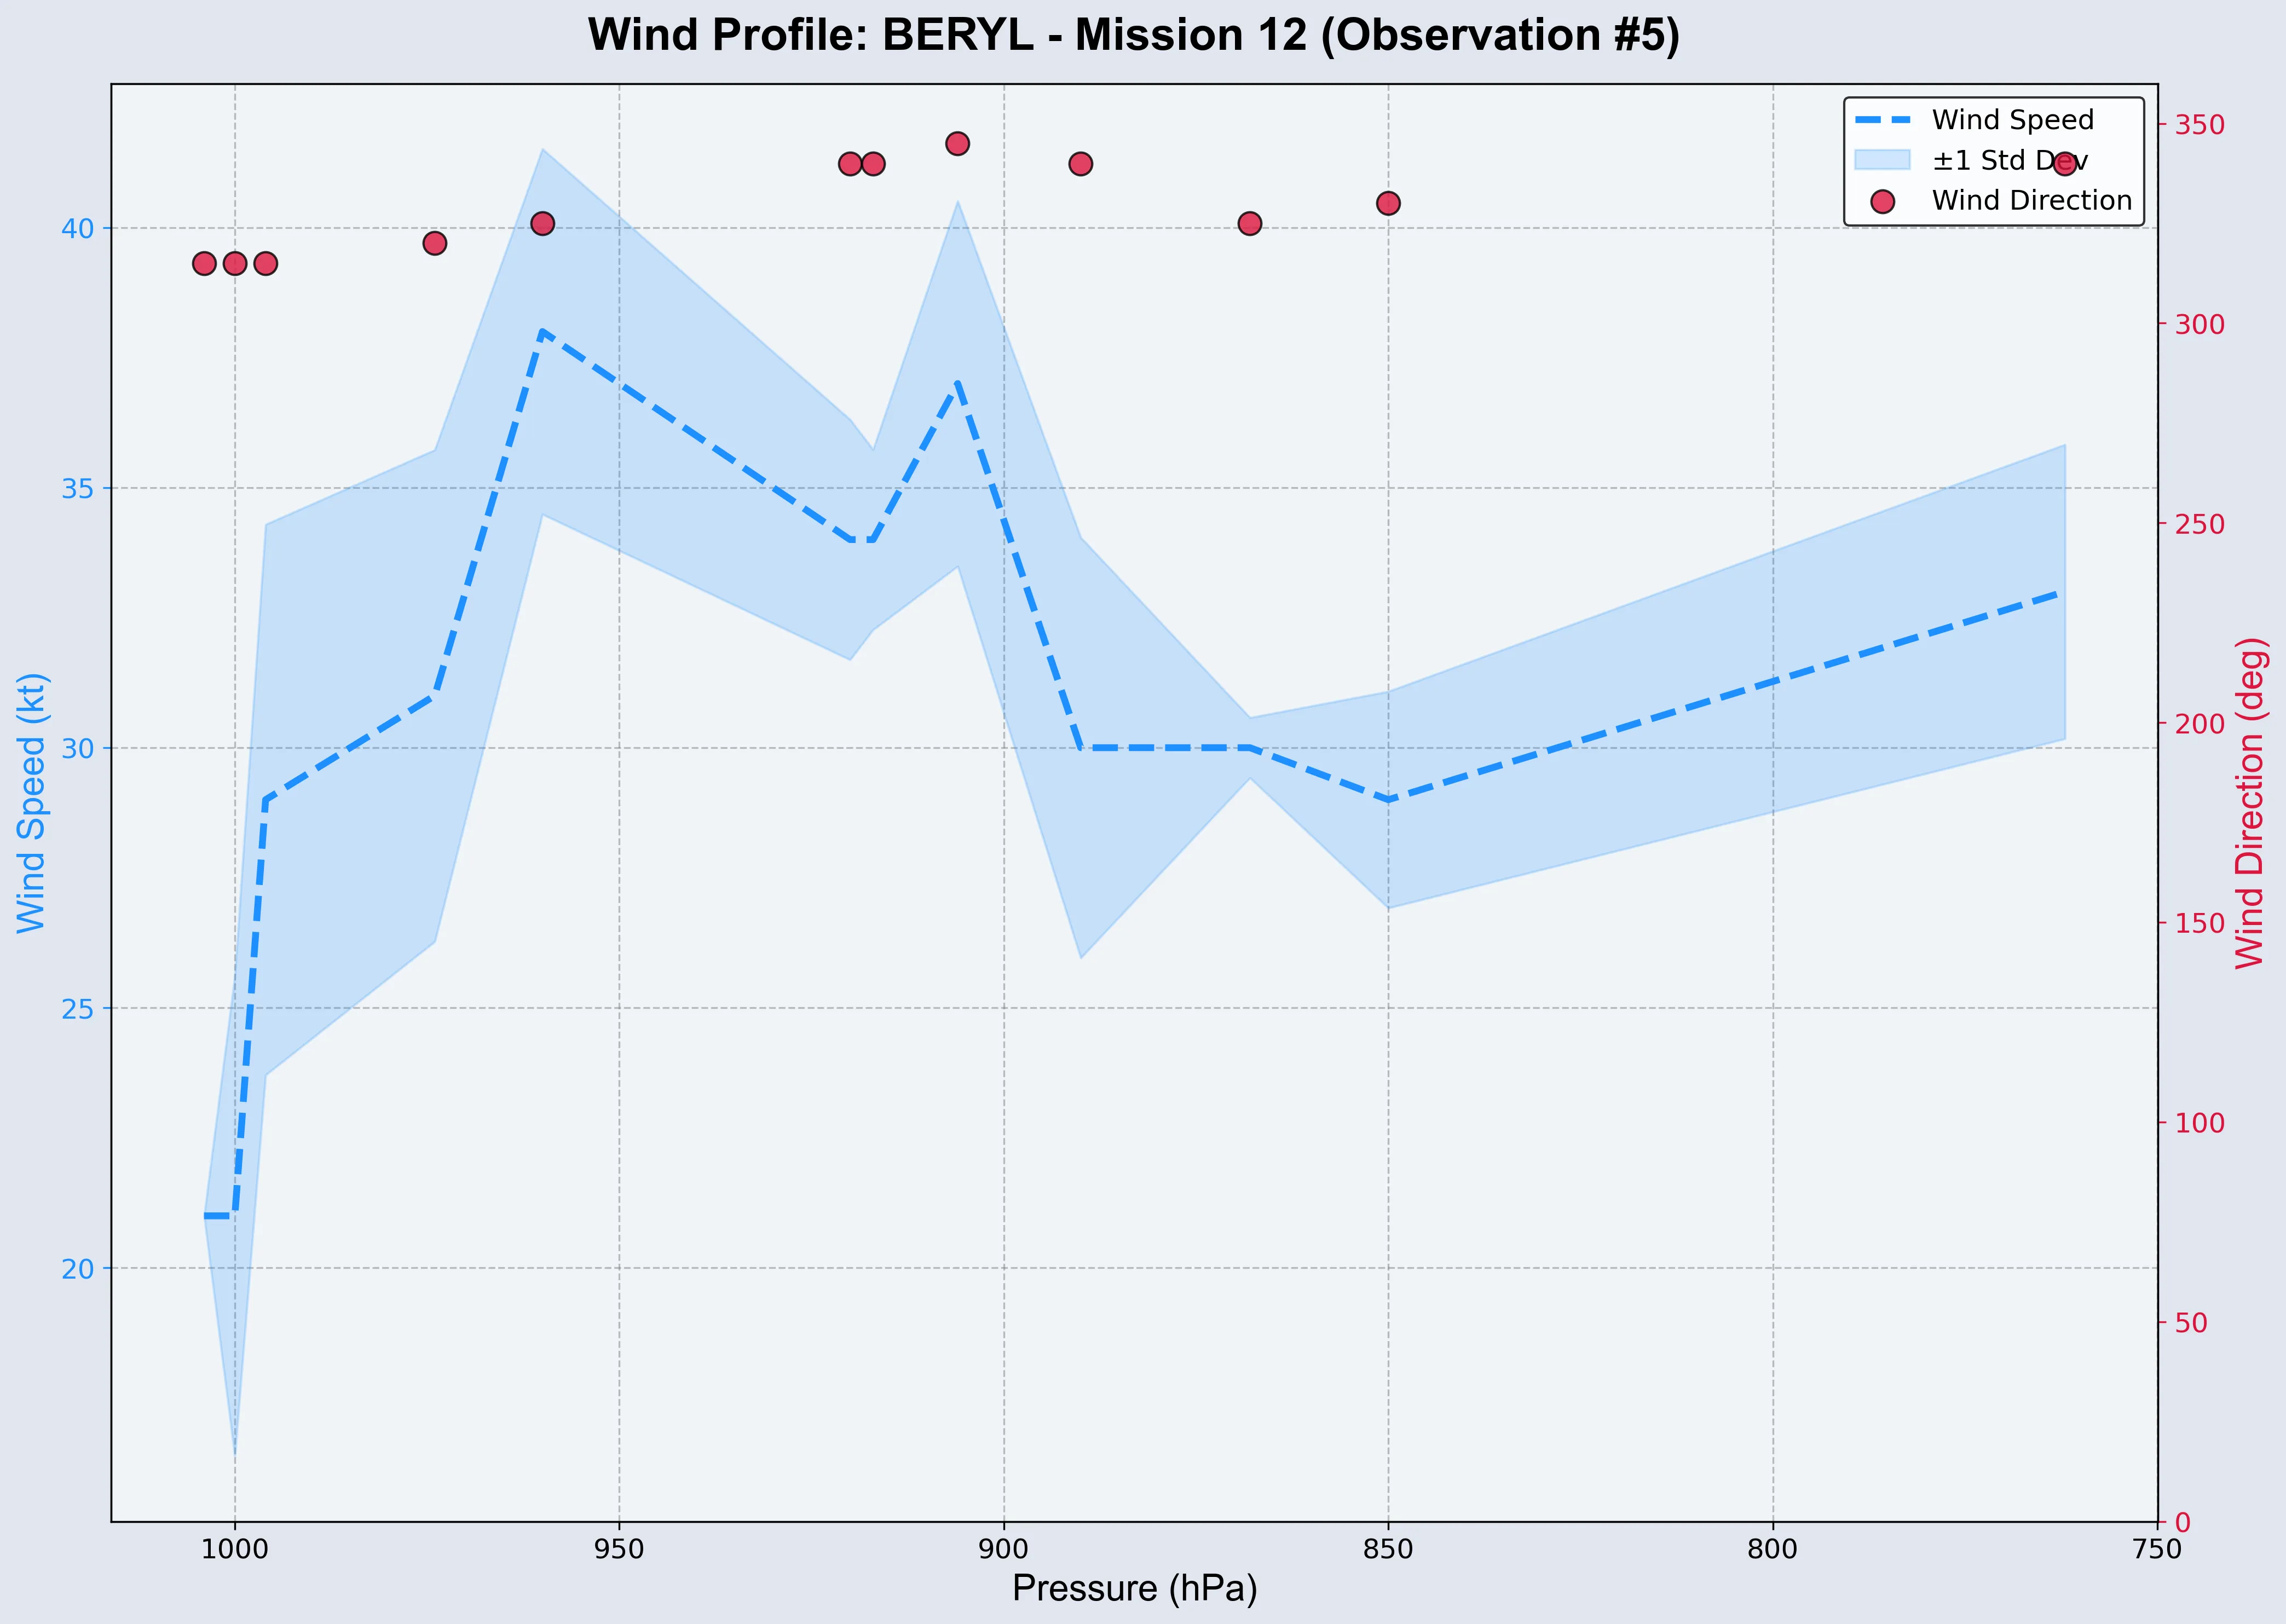 Wind Profile: BERYL - Mission 12 (Observation #5)
Wind Speed
±1 Std Dev
Wind Direction
Wind Speed (kt)
40
35
30
25
20
350
300
250
200
150
100
50
0
Wind Direction (deg)
1000
950
900
850
800
750
Pressure (hPa)